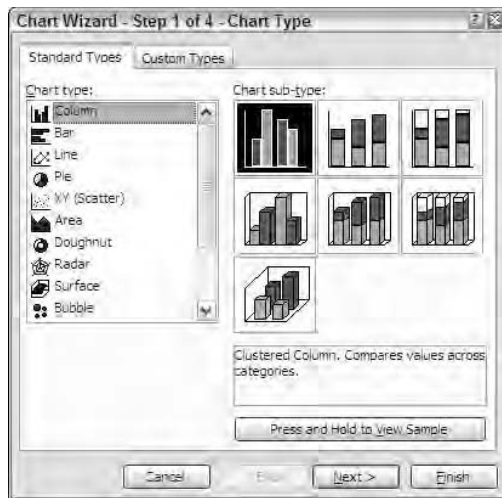 Chart Wizard - Step 1 of 4 - Chart Type
Standard Types
Custom Types
Chart type:
Column
Bar
Line
Pie
XY (Scatter)
Area
Doughnut
Radar
Surface
Bubble
Chart sub-type:
Clustered Column. Compares values across
categories.
Press and Hold to View Sample
Cancel
Next >
Finish